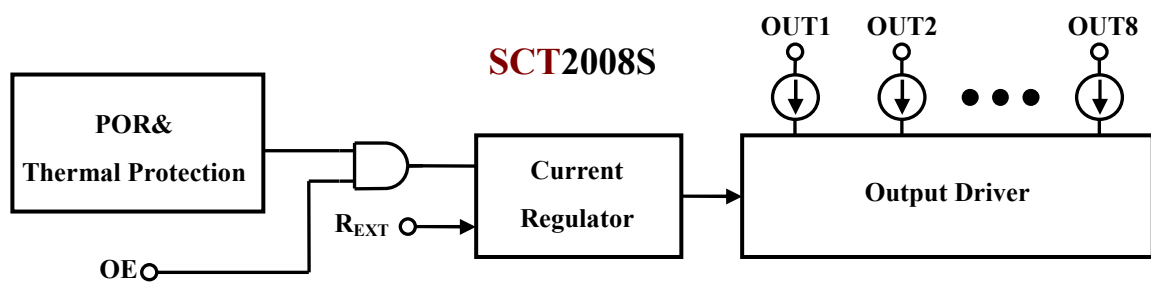 OUT1 OUT2 OUT8
SCT2008S
POR&
Thermal Protection
Current
Regulator
Output Driver
REXT
OE